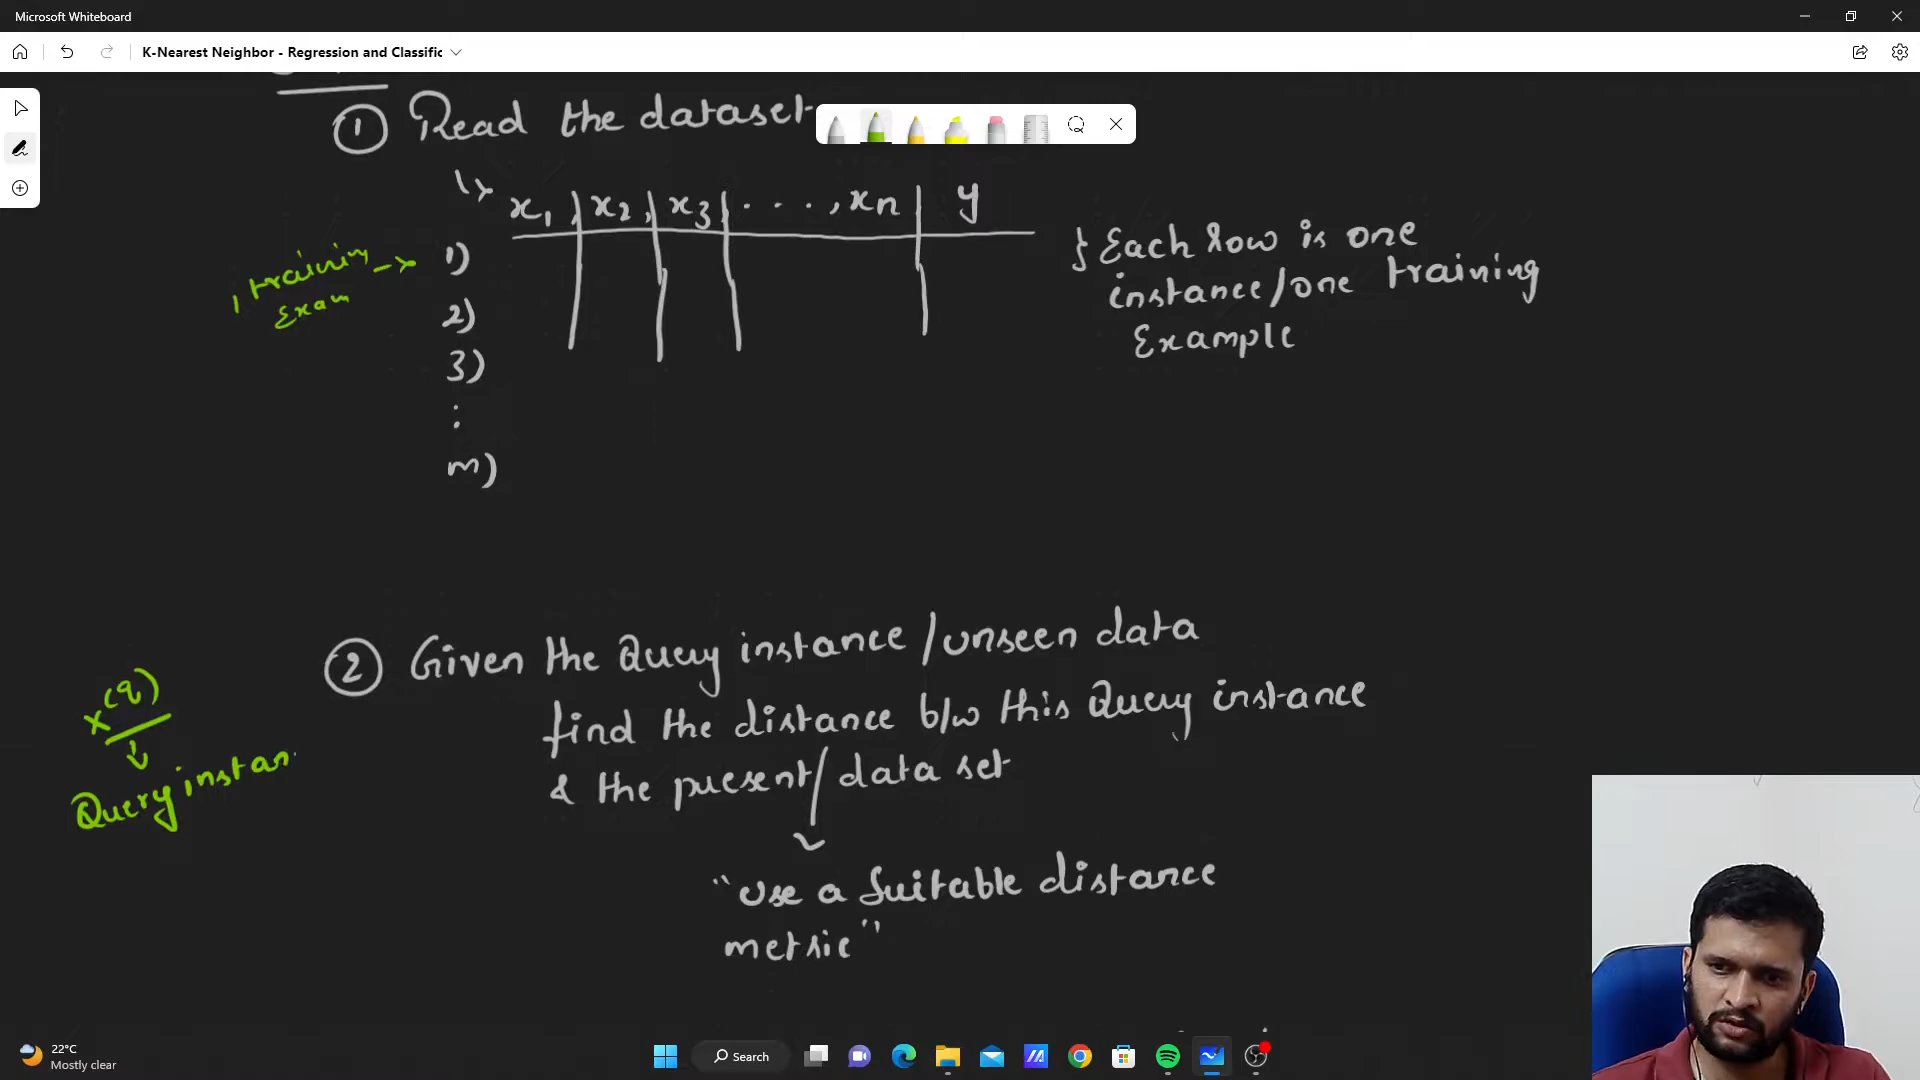 Microsoft Whiteboard
K-Nearest Neighbor - Regression and Classific
① Read the dataset
x1, x2, x3, . . . , xn y
1)
2)
3)
:
m)
1 training
Exam
} Each row is one
instance/one training
Example
② Given the Query instance/unseen data
find the distance b/w this Query instance
& the present data set
"use a suitable distance
metric"
x(q)
Query instan
22°C
Mostly clear
Search